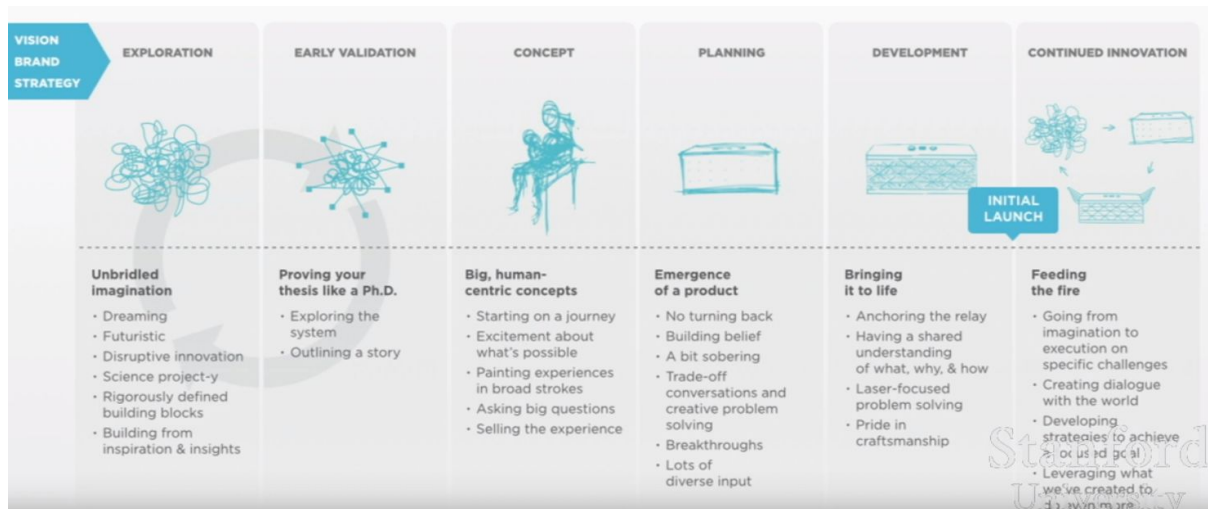 VISION
BRAND
STRATEGY
EXPLORATION
EARLY VALIDATION
CONCEPT
PLANNING
DEVELOPMENT
CONTINUED INNOVATION
INITIAL
LAUNCH
Unbridled
imagination
· Dreaming
· Futuristic
· Disruptive innovation
· Science project-y
· Rigorously defined
building blocks
· Building from
inspiration & insights
Proving your
thesis like a Ph.D.
· Exploring the
system
· Outlining a story
Big, human-
centric concepts
· Starting on a journey
· Excitement about
what's possible
· Painting experiences
in broad strokes
· Asking big questions
· Selling the experience
Emergence
of a product
· No turning back
· Building belief
· A bit sobering
· Trade-off
conversations and
creative problem
solving
· Breakthroughs
· Lots of
diverse input
Bringing
it to life
· Anchoring the relay
· Having a shared
understanding
of what, why, & how
· Laser-focused
problem solving
· Pride in
craftsmanship
Feeding
the fire
· Going from
imagination to
execution on
specific challenges
· Creating dialogue
with the world
· Developing
strategies to achieve
a focused goal
· Leveraging what
we've created to
do even more
Stanford
University